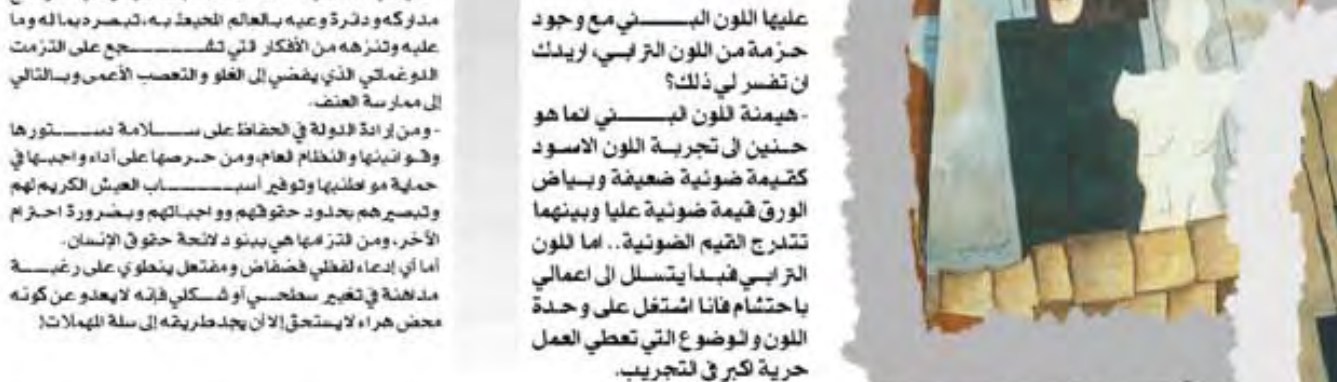 عليها اللون البني مع وجود
حزمة من اللون الترابي، اريدك
ان تفسر لي ذلك؟
- هيمنة اللون البني انما هو
حنين الى تجربة اللون الاسود
كقيمة ضوئية ضعيفة وبياض
الورق قيمة ضوئية عليا وبينهما
تتدرج القيم الضوئية.. اما اللون
الترابي فبدأ يتسلل الى اعمالي
باحتشام فانا اشتغل على وحدة
اللون والموضوع التي تعطي العمل
حرية اكبر في التجريب.
مداركه ودائرة وعيه بالعالم المحيط به، تبصره بما له وما
عليه وتنزهه من الأفكار التي تشجع على التزمت
الدوغماتي الذي يفضي إلى الغلو والتعصب الأعمى وبالتالي
إلى ممارسة العنف.
- ومن إرادة الدولة في الحفاظ على سلامة دستورها
وقوانينها والنظام العام، ومن حرصها على أداء واجبها في
حماية مواطنيها وتوفير أسباب العيش الكريم لهم
وتبصيرهم بحدود حقوقهم وواجباتهم وبضرورة احترام
الآخر، ومن التزامها هي ببنود لائحة حقوق الإنسان.
أما أي إدعاء لفظي فضفاض ومفتعل ينطوي على رغبة
مداهنة في تغيير سطحي أو شكلي فإنه لا يعدو عن كونه
محض هراء لا يستحق إلا أن يجد طريقه إلى سلة المهملات!